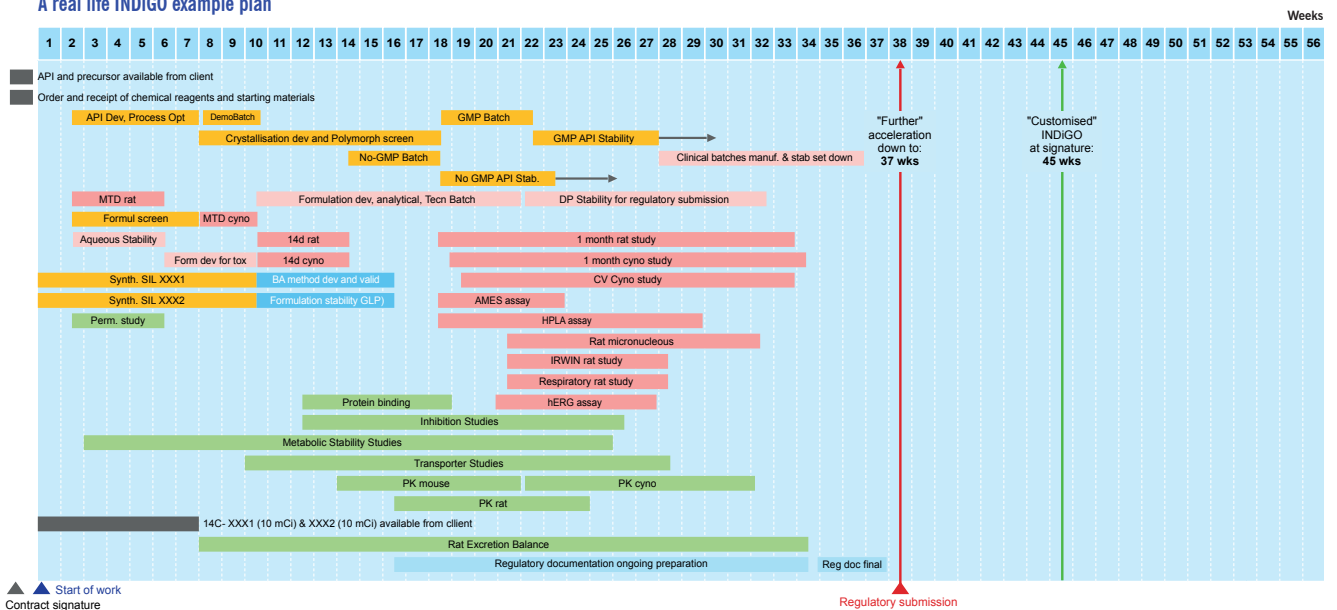 A real life INDiGO example plan
Weeks
1 2 3 4 5 6 7 8 9 10 11 12 13 14 15 16 17 18 19 20 21 22 23 24 25 26 27 28 29 30 31 32 33 34 35 36 37 38 39 40 41 42 43 44 45 46 47 48 49 50 51 52 53 54 55 56
API and precursor available from client
Order and receipt of chemical reagents and starting materials
API Dev, Process Opt DemoBatch GMP Batch
Crystallisation dev and Polymorph screen GMP API Stability
No-GMP Batch Clinical batches manuf. & stab set down
No GMP API Stab.
"Further"
acceleration
down to:
37 wks
"Customised"
INDiGO
at signature:
45 wks
MTD rat Formulation dev, analytical, Tecn Batch DP Stability for regulatory submission
Formul screen MTD cyno
Aqueous Stability 14d rat 1 month rat study
Form dev for tox 14d cyno 1 month cyno study
Synth. SIL XXX1 BA method dev and valid CV Cyno study
Synth. SIL XXX2 Formulation stability GLP) AMES assay
Perm. study HPLA assay
Rat micronucleous
IRWIN rat study
Respiratory rat study
Protein binding hERG assay
Inhibition Studies
Metabolic Stability Studies
Transporter Studies
PK mouse PK cyno
PK rat
14C- XXX1 (10 mCi) & XXX2 (10 mCi) available from cllient
Rat Excretion Balance
Regulatory documentation ongoing preparation Reg doc final
Start of work
Contract signature
Regulatory submission